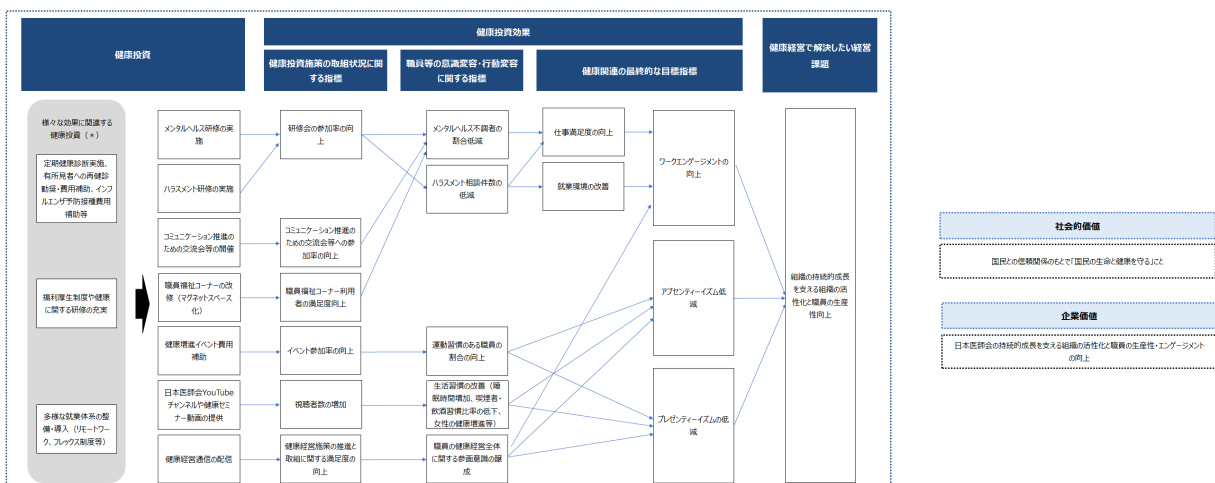 健康投資
健康投資効果
健康経営で解決したい経営
課題
健康投資施策の取組状況に関
する指標
職員等の意識変容・行動変容
に関する指標
健康関連の最終的な目標指標
様々な効果に関連する
健康投資（＊）
定期健康診断実施、
有所見者への再健診
勧奨・費用補助、インフ
ルエンザ予防接種費用
補助等
福利厚生制度や健康
に関する研修の充実
多様な就業体系の整
備・導入（リモートワー
ク、フレックス制度等）
メンタルヘルス研修の実
施
ハラスメント研修の実施
コミュニケーション推進の
ための交流会等の開催
職員福祉コーナーの改
修（マグネットスペース
化）
健康増進イベント費用
補助
日本医師会YouTube
チャンネルや健康セミ
ナー動画の提供
健康経営通信の配信
研修会の参加率の向
上
コミュニケーション推進の
ための交流会等への参
加率の向上
職員福祉コーナー利用
者の満足度向上
イベント参加率の向上
視聴者数の増加
健康経営施策の推進と
取組に関する満足度の
向上
メンタルヘルス不調者の
割合低減
ハラスメント相談件数の
低減
運動習慣のある職員の
割合の向上
生活習慣の改善（睡
眠時間増加、喫煙者・
飲酒習慣比率の低下、
女性の健康増進等）
職員の健康経営全体
に関する参画意識の醸
成
仕事満足度の向上
就業環境の改善
ワークエンゲージメントの
向上
アブセンティーイズム低
減
プレゼンティーイズムの低
減
組織の持続的成長
を支える組織の活
性化と職員の生産
性向上
社会的価値
国民との信頼関係のもとで「国民の生命と健康を守る」こと
企業価値
日本医師会の持続的成長を支える組織の活性化と職員の生産性・エンゲージメント
の向上